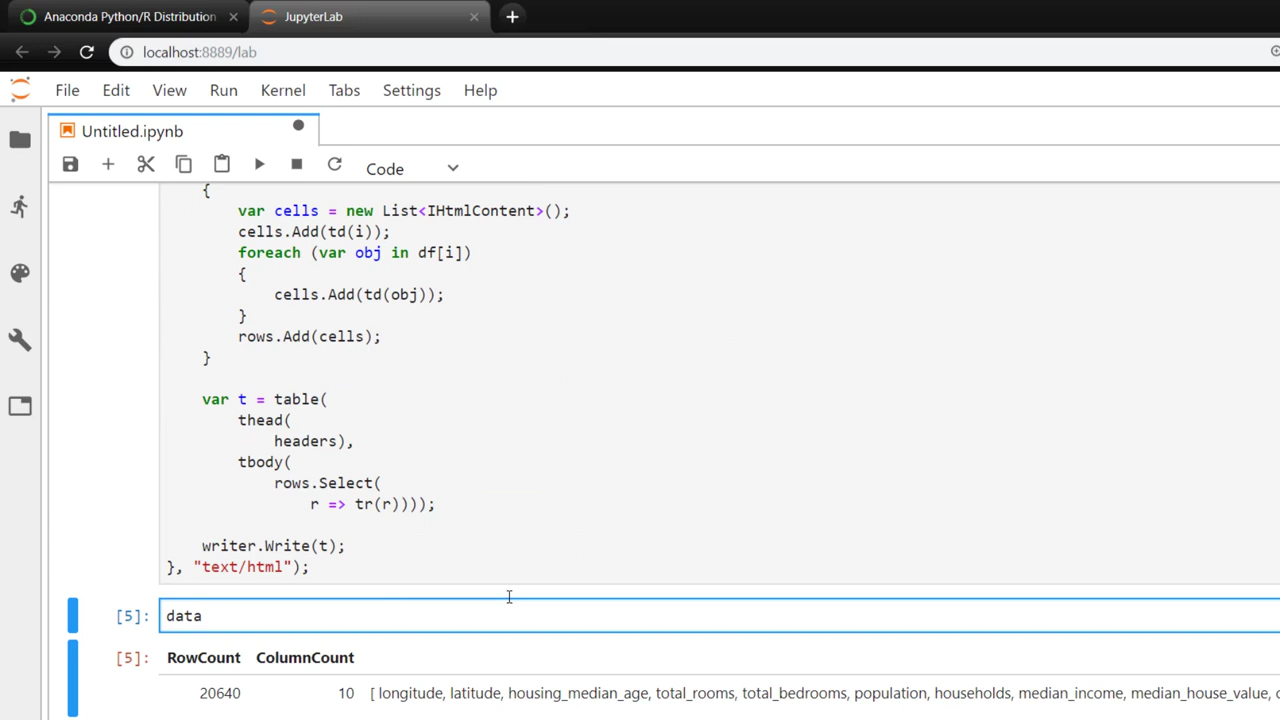 Anaconda Python/R Distribution
JupyterLab
localhost:8889/lab
File Edit View Run Kernel Tabs Settings Help
Untitled.ipynb
Code
{
var cells = new List<IHtmlContent>();
cells.Add(td(i));
foreach (var obj in df[i])
{
cells.Add(td(obj));
}
rows.Add(cells);
}
var t = table(
thead(
headers),
tbody(
rows.Select(
r => tr(r))));
writer.Write(t);
}, "text/html");
[5]: data
[5]: RowCount ColumnCount
20640 10 [ longitude, latitude, housing_median_age, total_rooms, total_bedrooms, population, households, median_income, median_house_value,